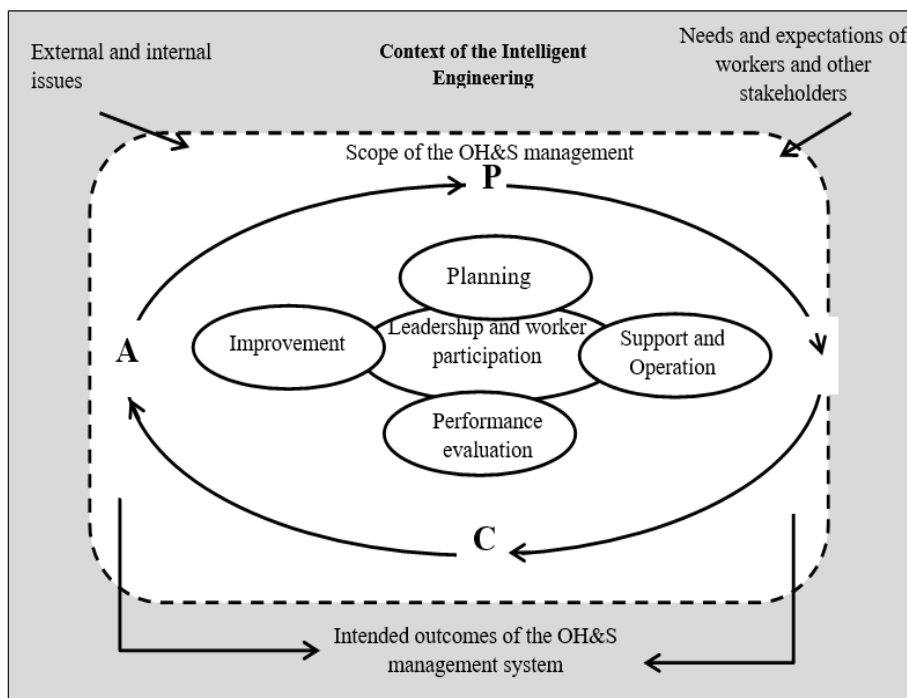 External and internal
issues
Context of the Intelligent
Engineering
Needs and expectations of
workers and other
stakeholders
Scope of the OH&S management
P
Planning
Improvement
Leadership and worker
participation
Support and
Operation
A
Performance
evaluation
C
Intended outcomes of the OH&S
management system